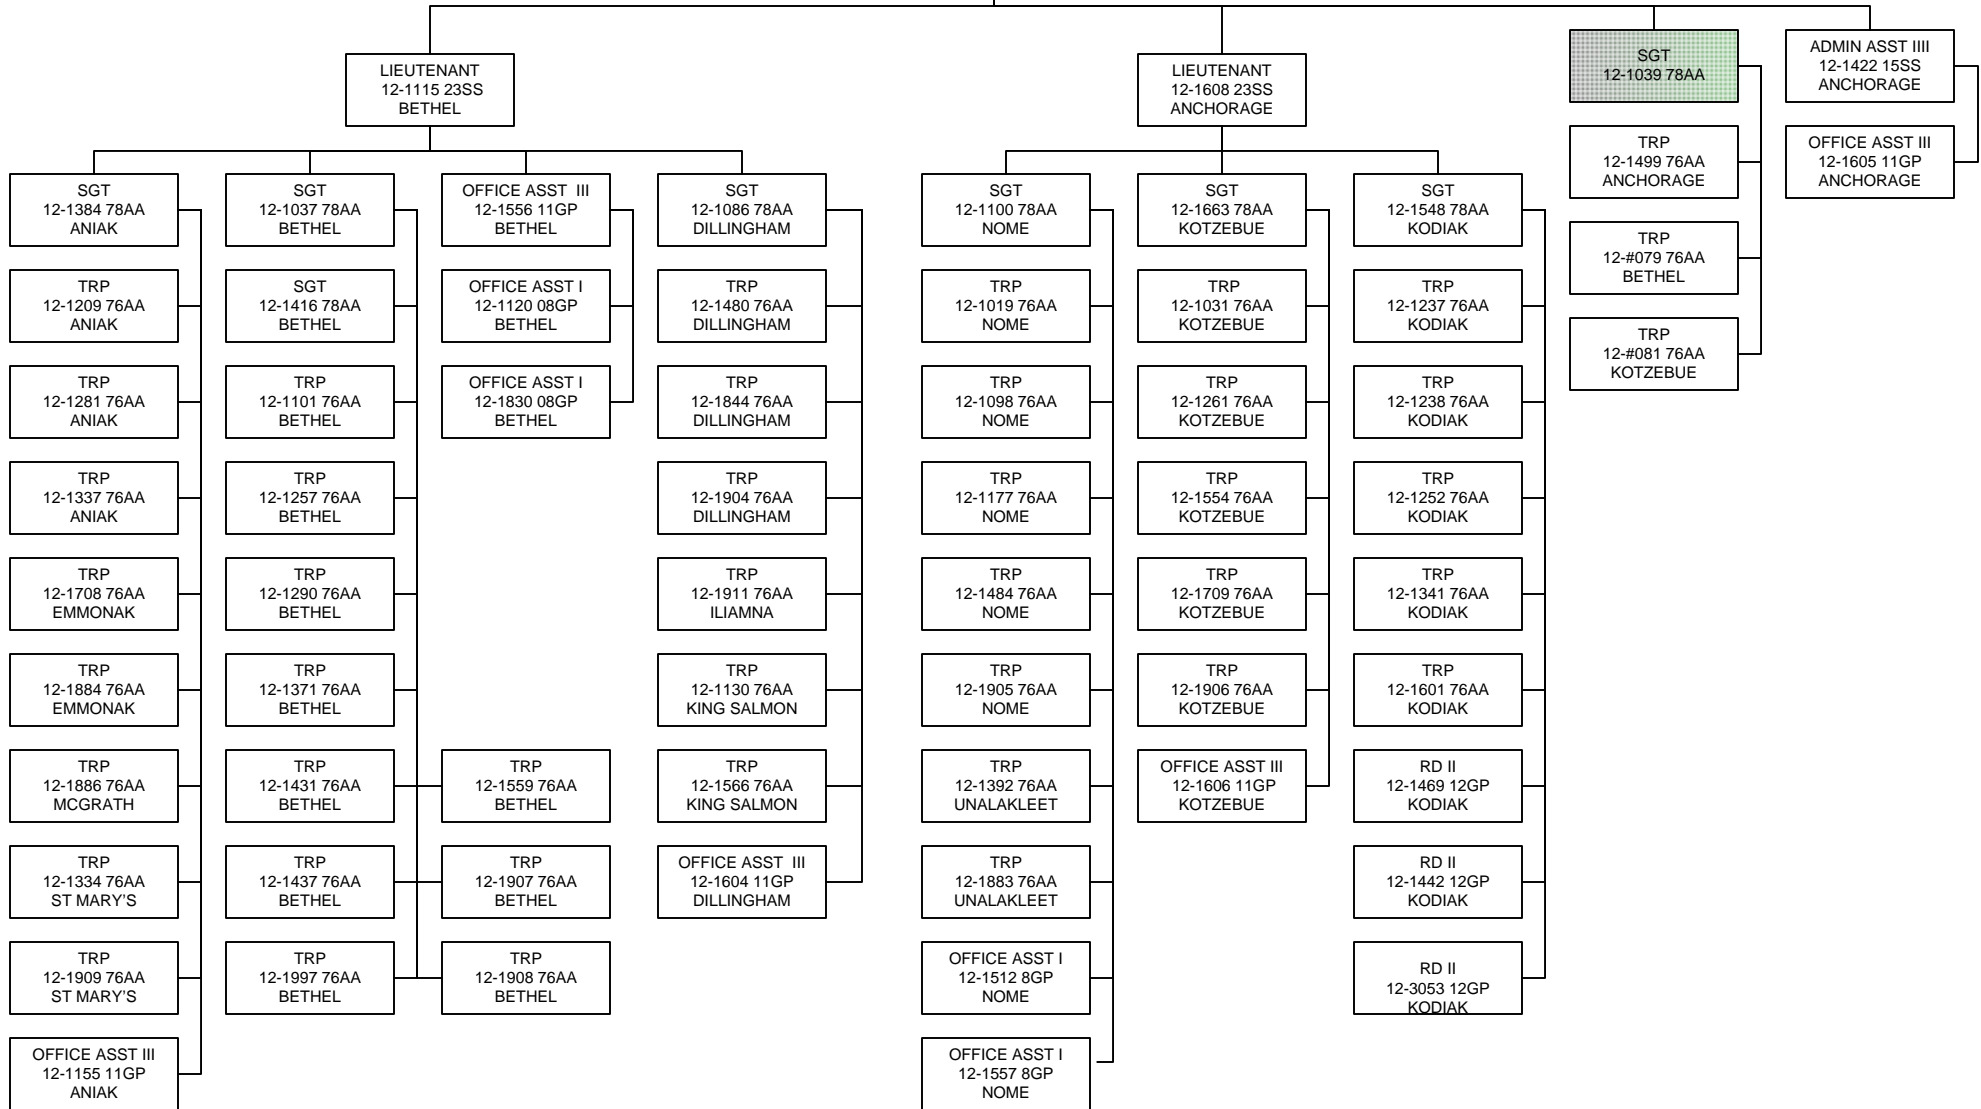 LIEUTENANT
12-1115 23SS
BETHEL
LIEUTENANT
12-1608 23SS
ANCHORAGE
SGT
12-1039 78AA
TRP
12-1499 76AA
ANCHORAGE
TRP
12-#079 76AA
BETHEL
TRP
12-#081 76AA
KOTZEBUE
ADMIN ASST IIII
12-1422 15SS
ANCHORAGE
OFFICE ASST III
12-1605 11GP
ANCHORAGE
SGT
12-1384 78AA
ANIAK
TRP
12-1209 76AA
ANIAK
TRP
12-1281 76AA
ANIAK
TRP
12-1337 76AA
ANIAK
TRP
12-1708 76AA
EMMONAK
TRP
12-1884 76AA
EMMONAK
TRP
12-1886 76AA
MCGRATH
TRP
12-1334 76AA
ST MARY’S
TRP
12-1909 76AA
ST MARY’S
OFFICE ASST III
12-1155 11GP
ANIAK
SGT
12-1037 78AA
BETHEL
SGT
12-1416 78AA
BETHEL
TRP
12-1101 76AA
BETHEL
TRP
12-1257 76AA
BETHEL
TRP
12-1290 76AA
BETHEL
TRP
12-1371 76AA
BETHEL
TRP
12-1431 76AA
BETHEL
TRP
12-1437 76AA
BETHEL
TRP
12-1997 76AA
BETHEL
OFFICE ASST III
12-1556 11GP
BETHEL
OFFICE ASST I
12-1120 08GP
BETHEL
OFFICE ASST I
12-1830 08GP
BETHEL
TRP
12-1559 76AA
BETHEL
TRP
12-1907 76AA
BETHEL
TRP
12-1908 76AA
BETHEL
SGT
12-1086 78AA
DILLINGHAM
TRP
12-1480 76AA
DILLINGHAM
TRP
12-1844 76AA
DILLINGHAM
TRP
12-1904 76AA
DILLINGHAM
TRP
12-1911 76AA
ILIAMNA
TRP
12-1130 76AA
KING SALMON
TRP
12-1566 76AA
KING SALMON
OFFICE ASST III
12-1604 11GP
DILLINGHAM
SGT
12-1100 78AA
NOME
TRP
12-1019 76AA
NOME
TRP
12-1098 76AA
NOME
TRP
12-1177 76AA
NOME
TRP
12-1484 76AA
NOME
TRP
12-1905 76AA
NOME
TRP
12-1392 76AA
UNALAKLEET
TRP
12-1883 76AA
UNALAKLEET
OFFICE ASST I
12-1512 8GP
NOME
OFFICE ASST I
12-1557 8GP
NOME
SGT
12-1663 78AA
KOTZEBUE
TRP
12-1031 76AA
KOTZEBUE
TRP
12-1261 76AA
KOTZEBUE
TRP
12-1554 76AA
KOTZEBUE
TRP
12-1709 76AA
KOTZEBUE
TRP
12-1906 76AA
KOTZEBUE
OFFICE ASST III
12-1606 11GP
KOTZEBUE
SGT
12-1548 78AA
KODIAK
TRP
12-1237 76AA
KODIAK
TRP
12-1238 76AA
KODIAK
TRP
12-1252 76AA
KODIAK
TRP
12-1341 76AA
KODIAK
TRP
12-1601 76AA
KODIAK
RD II
12-1469 12GP
KODIAK
RD II
12-1442 12GP
KODIAK
RD II
12-3053 12GP
KODIAK